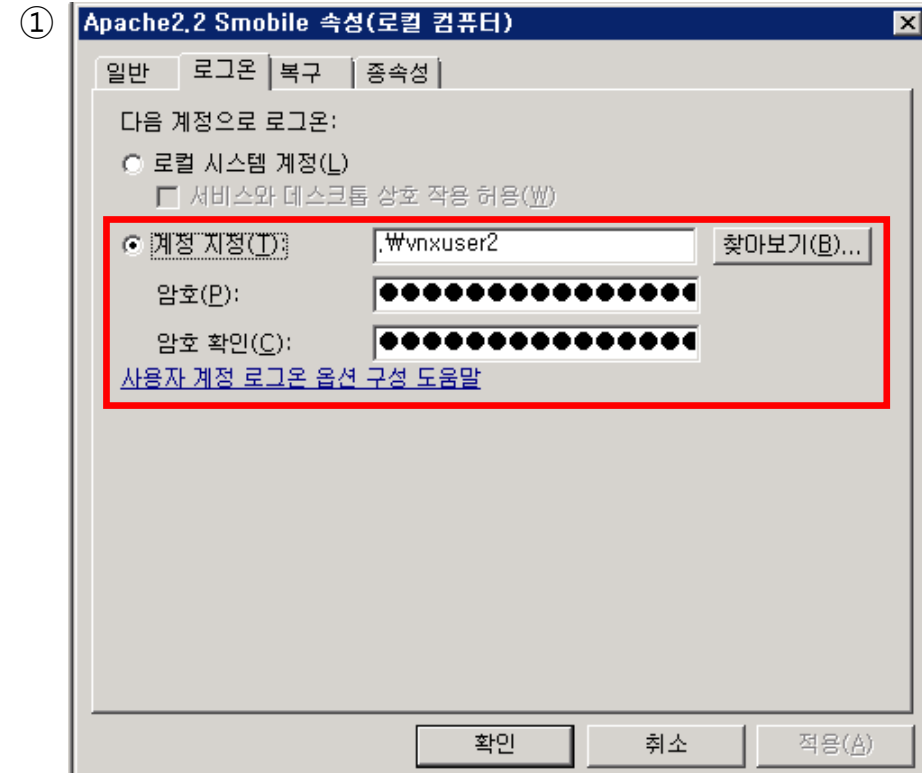 ①
Apache2.2 Smobile 속성(로컬 컴퓨터)
일반 로그온 복구 종속성
다음 계정으로 로그온:
로컬 시스템 계정(L)
서비스와 데스크톱 상호 작용 허용(W)
계정 지정(T): .₩vnxuser2 찾아보기(B)...
암호(P): ●●●●●●●●●●●●●●●
암호 확인(C): ●●●●●●●●●●●●●●●
사용자 계정 로그온 옵션 구성 도움말
확인 취소 적용(A)